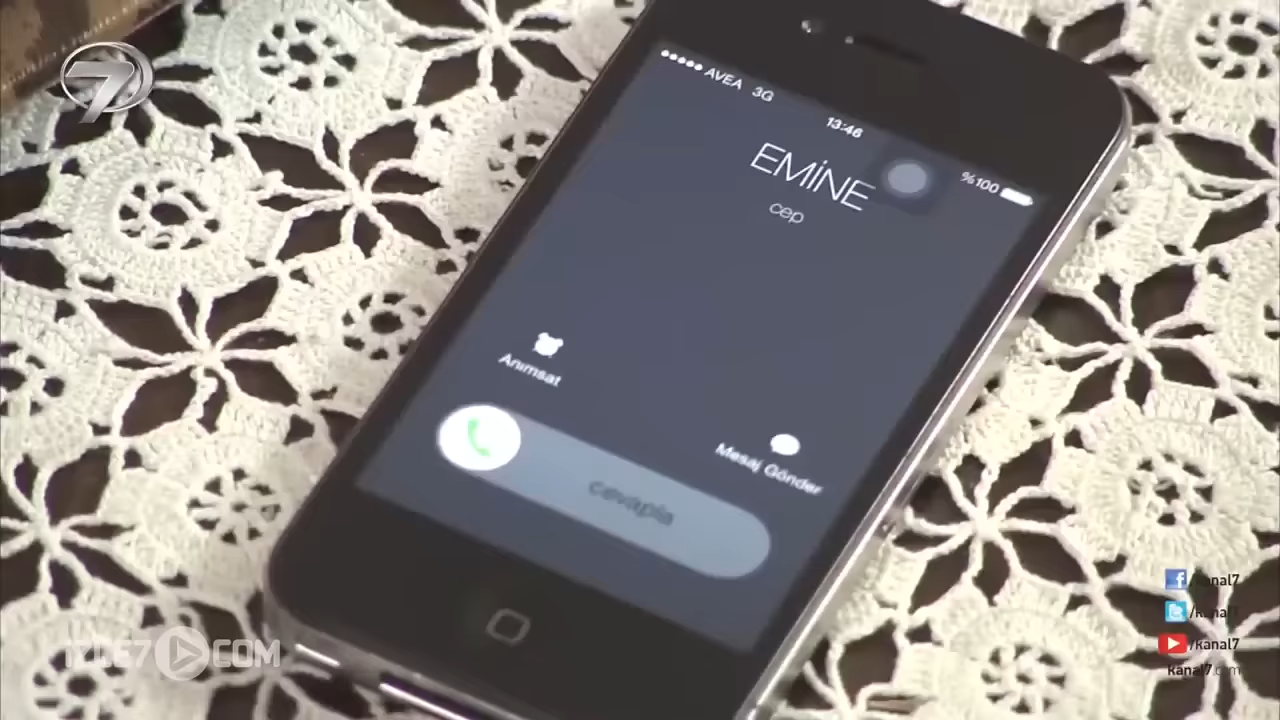 7
AVEA 3G
13:46
%100
EMİNE
cep
Anımsat
Mesaj Gönder
cevapla
/kanal7
/kanal7
/kanal7
kanal7.com
IZLE7 COM